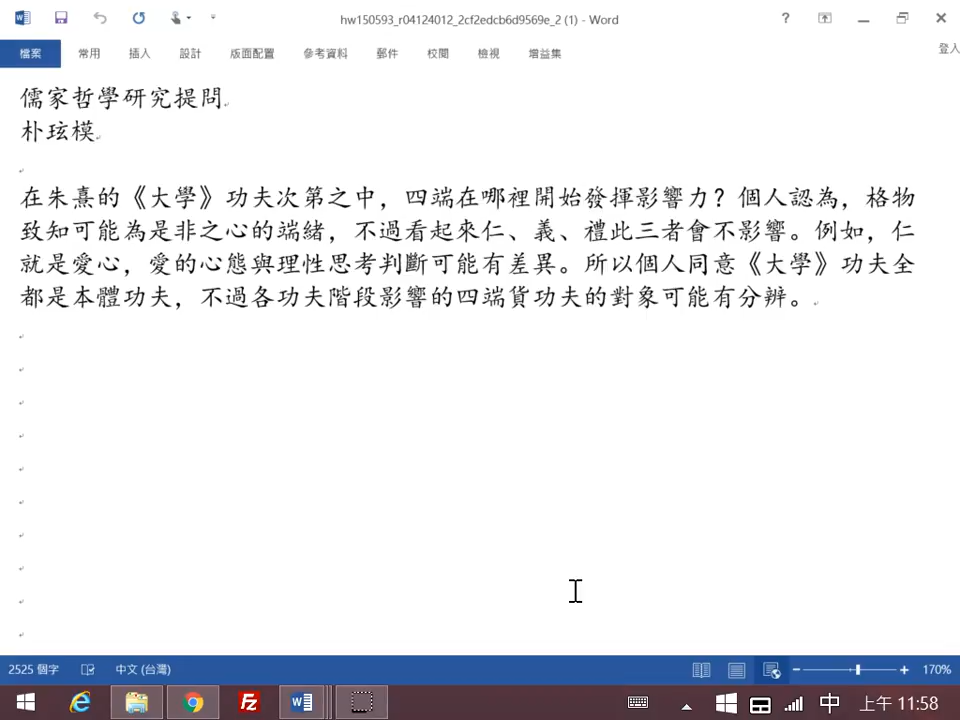 hw150593_r04124012_2cf2edcb6d9569e_2 (1) - Word
檔案 常用 插入 設計 版面配置 參考資料 郵件 校閱 檢視 增益集
登入
儒家哲學研究提問
朴玹模
在朱熹的《大學》功夫次第之中，四端在哪裡開始發揮影響力？個人認為，格物
致知可能為是非之心的端緒，不過看起來仁、義、禮此三者會不影響。例如，仁
就是愛心，愛的心態與理性思考判斷可能有差異。所以個人同意《大學》功夫全
都是本體功夫，不過各功夫階段影響的四端貨功夫的對象可能有分辨。
2525 個字 中文 (台灣) 170%
中 上午 11:58